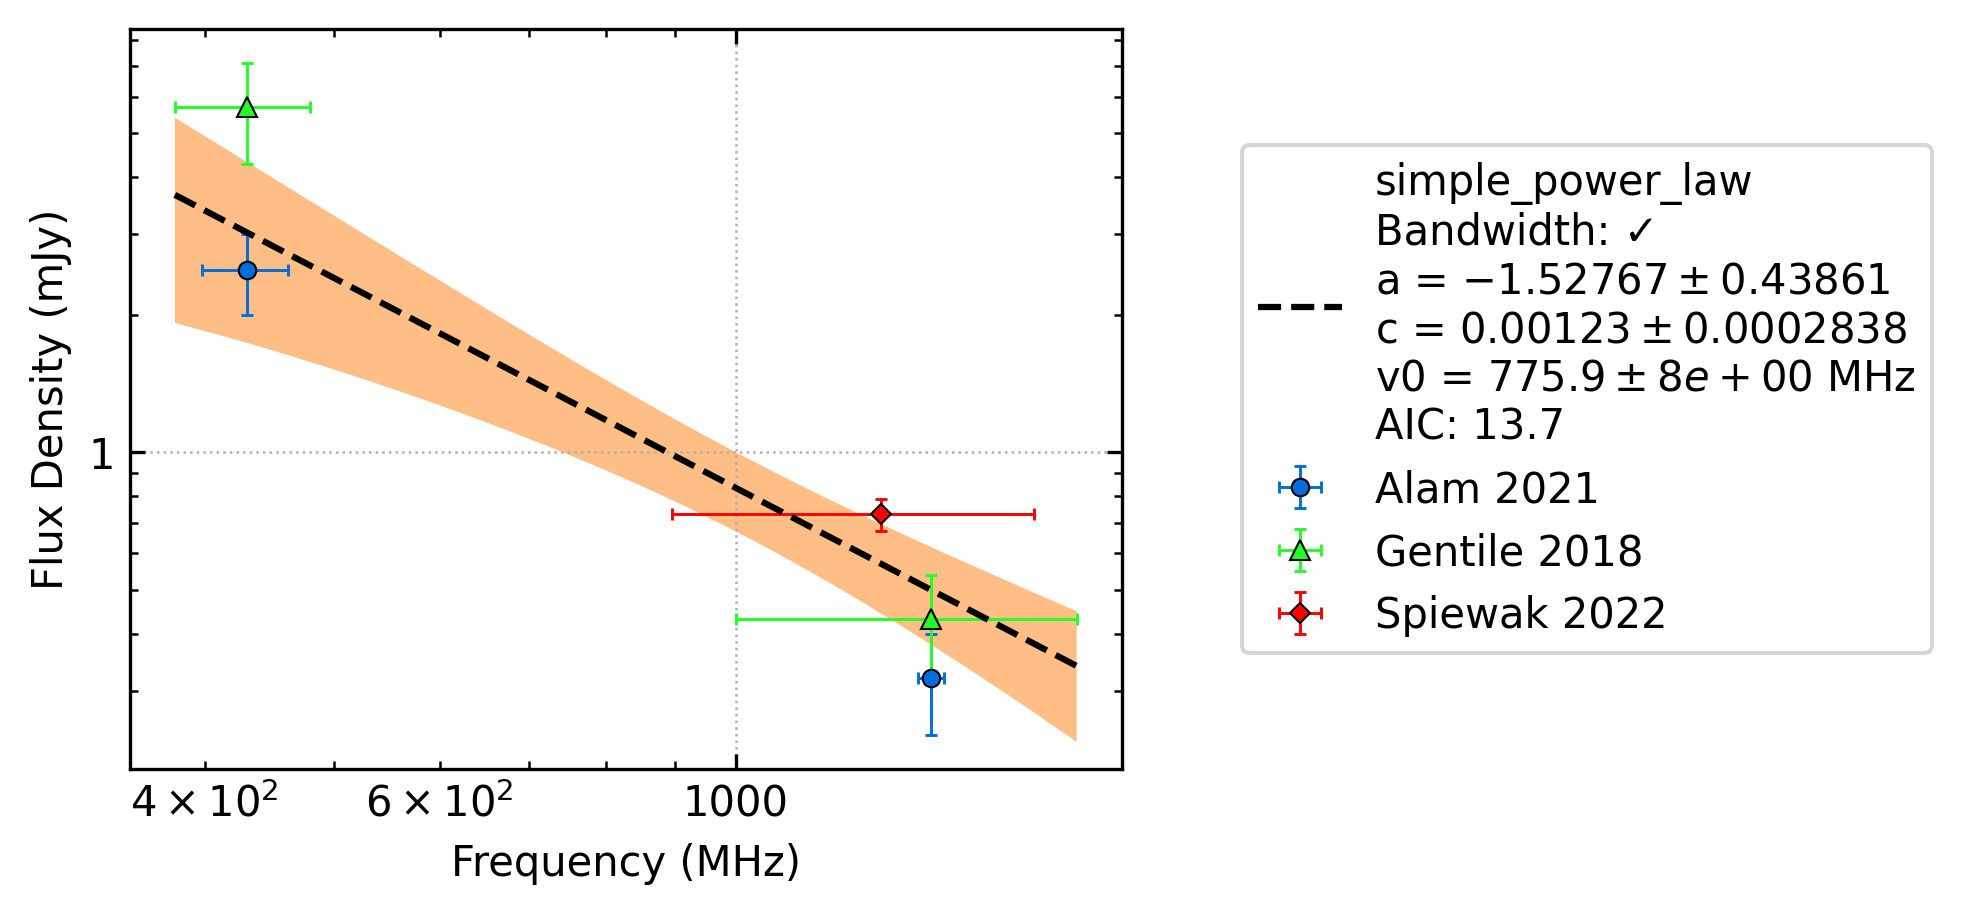 Flux Density (mJy)
1
4 × 10²
6 × 10²
1000
Frequency (MHz)
simple_power_law
Bandwidth: ✓
a = −1.52767 ± 0.43861
c = 0.00123 ± 0.0002838
v0 = 775.9 ± 8e + 00 MHz
AIC: 13.7
Alam 2021
Gentile 2018
Spiewak 2022